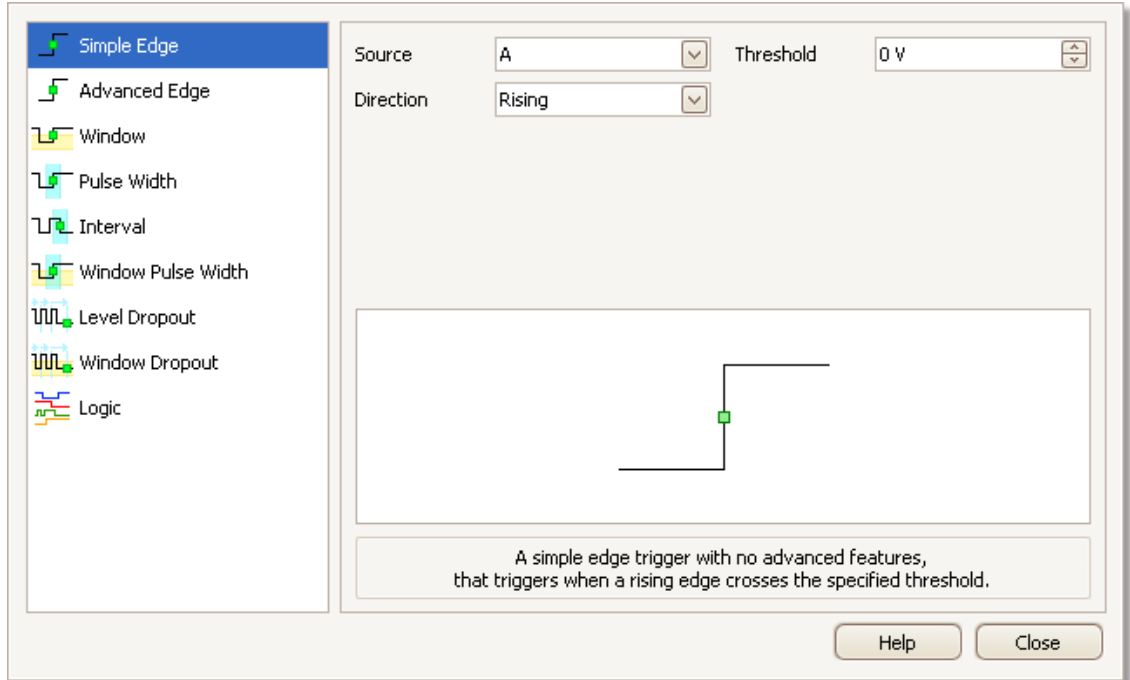 Simple Edge
Advanced Edge
Window
Pulse Width
Interval
Window Pulse Width
Level Dropout
Window Dropout
Logic
Source A Threshold 0 V
Direction Rising
A simple edge trigger with no advanced features,
that triggers when a rising edge crosses the specified threshold.
Help Close